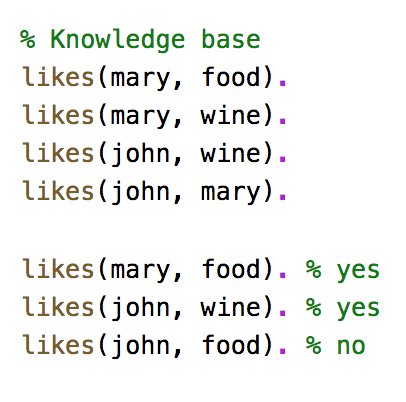 % Knowledge base
likes(mary, food).
likes(mary, wine).
likes(john, wine).
likes(john, mary).
likes(mary, food). % yes
likes(john, wine). % yes
likes(john, food). % no